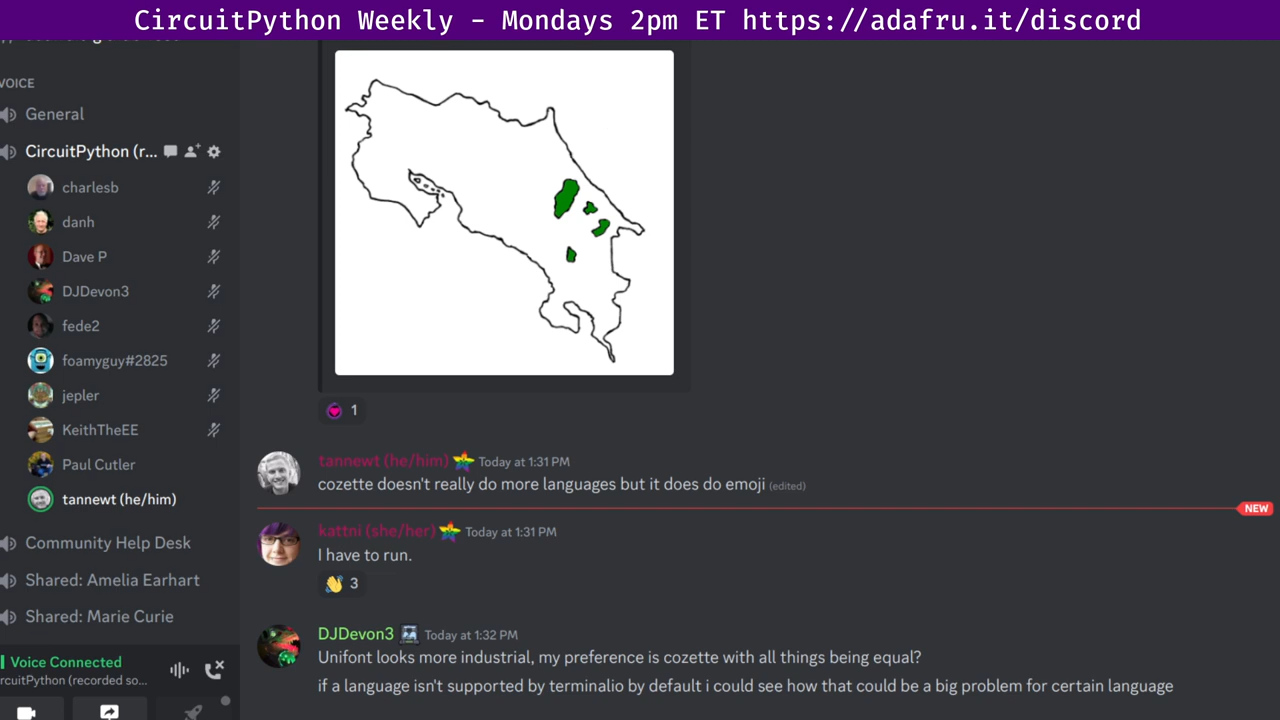 CircuitPython Weekly - Mondays 2pm ET https://adafru.it/discord
VOICE
General
CircuitPython (r...
charlesb
danh
Dave P
DJDevon3
fede2
foamyguy#2825
jepler
KeithTheEE
Paul Cutler
tannewt (he/him)
Community Help Desk
Shared: Amelia Earhart
Shared: Marie Curie
Voice Connected
rcuitPython (recorded so...
1
tannewt (he/him) Today at 1:31 PM
cozette doesn't really do more languages but it does do emoji (edited)
NEW
kattni (she/her) Today at 1:31 PM
I have to run.
3
DJDevon3 Today at 1:32 PM
Unifont looks more industrial, my preference is cozette with all things being equal?
if a language isn't supported by terminalio by default i could see how that could be a big problem for certain language